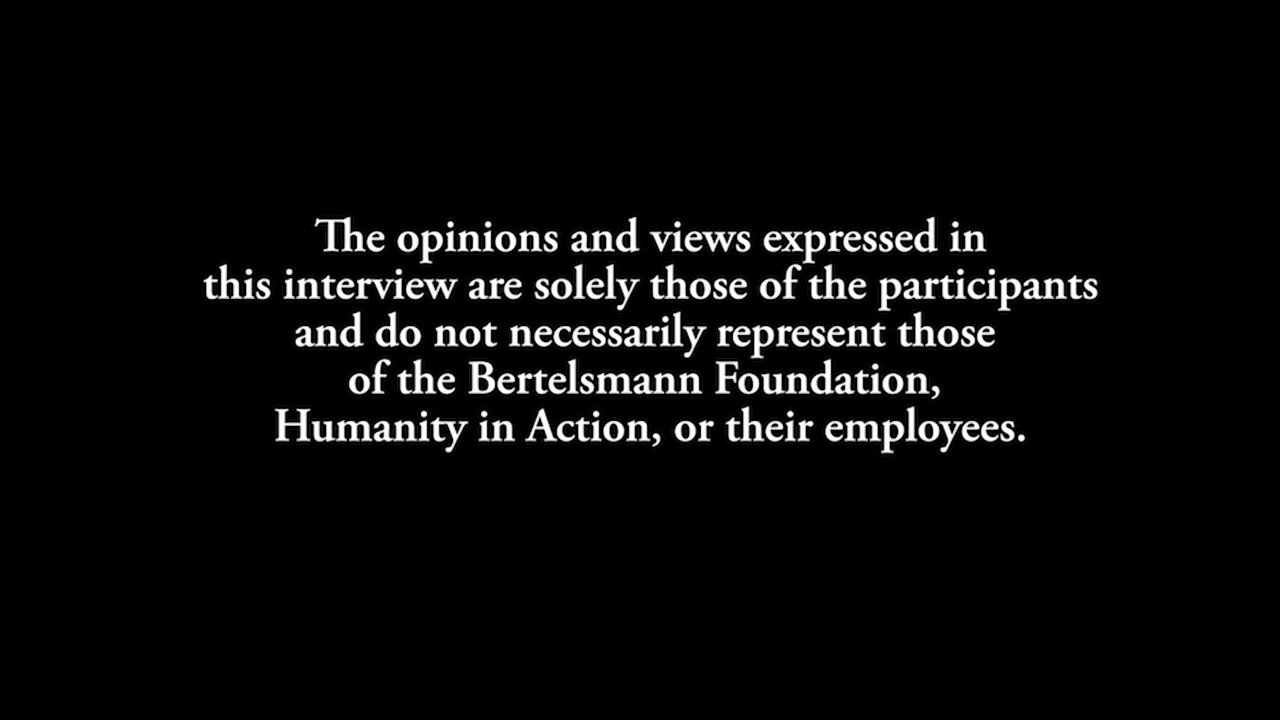 The opinions and views expressed in
this interview are solely those of the participants
and do not necessarily represent those
of the Bertelsmann Foundation,
Humanity in Action, or their employees.